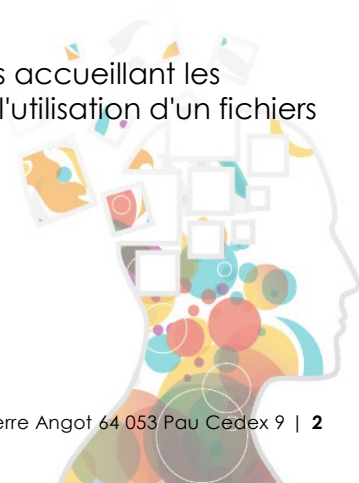 s accueillant les
l'utilisation d'un fichiers
erre Angot 64 053 Pau Cedex 9 | 2